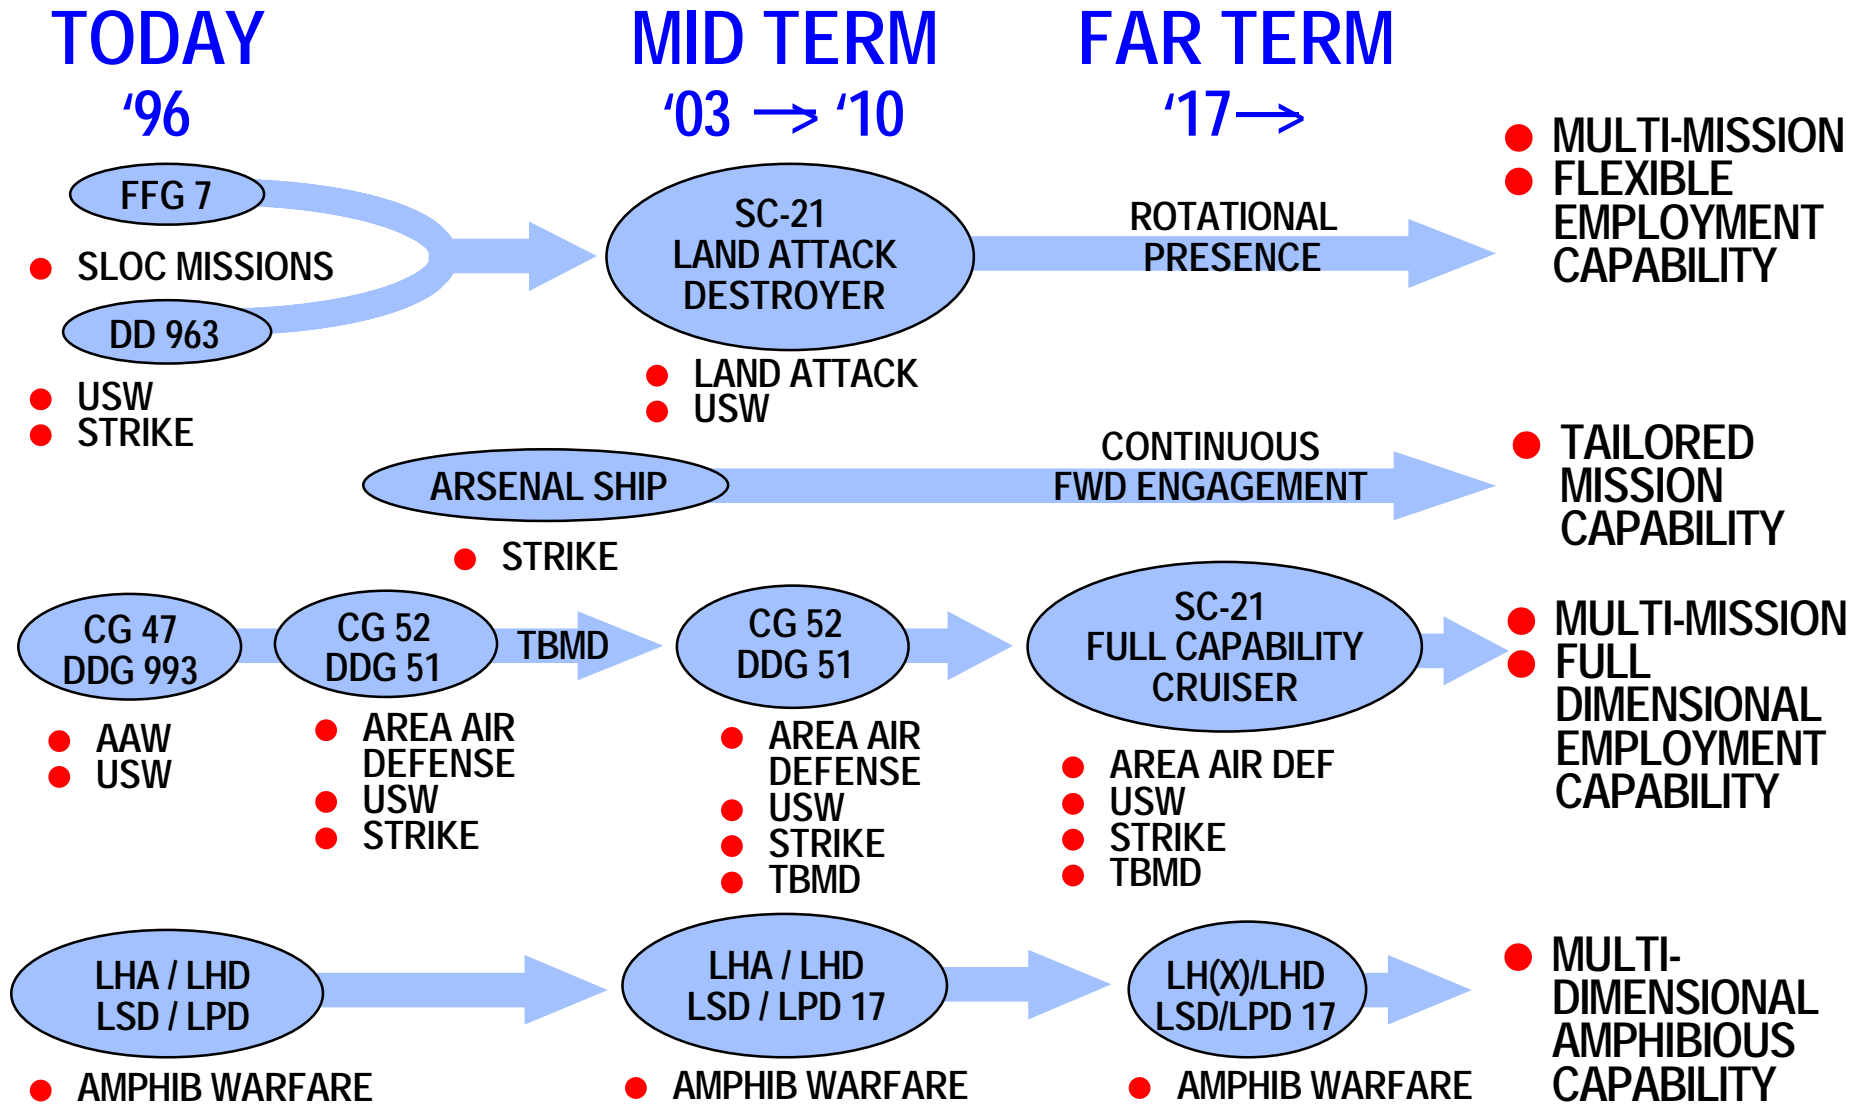 TODAY
‘96
MID TERM
‘03 → ‘10
FAR TERM
‘17→
FFG 7
SLOC MISSIONS
DD 963
USW
STRIKE
SC-21
LAND ATTACK
DESTROYER
LAND ATTACK
USW
ROTATIONAL
PRESENCE
MULTI-MISSION
FLEXIBLE
EMPLOYMENT
CAPABILITY
ARSENAL SHIP
STRIKE
CONTINUOUS
FWD ENGAGEMENT
TAILORED
MISSION
CAPABILITY
CG 47
DDG 993
AAW
USW
CG 52
DDG 51
AREA AIR
DEFENSE
USW
STRIKE
TBMD
CG 52
DDG 51
AREA AIR
DEFENSE
USW
STRIKE
TBMD
SC-21
FULL CAPABILITY
CRUISER
AREA AIR DEF
USW
STRIKE
TBMD
MULTI-MISSION
FULL
DIMENSIONAL
EMPLOYMENT
CAPABILITY
LHA / LHD
LSD / LPD
AMPHIB WARFARE
LHA / LHD
LSD / LPD 17
AMPHIB WARFARE
LH(X)/LHD
LSD/LPD 17
AMPHIB WARFARE
MULTI-
DIMENSIONAL
AMPHIBIOUS
CAPABILITY